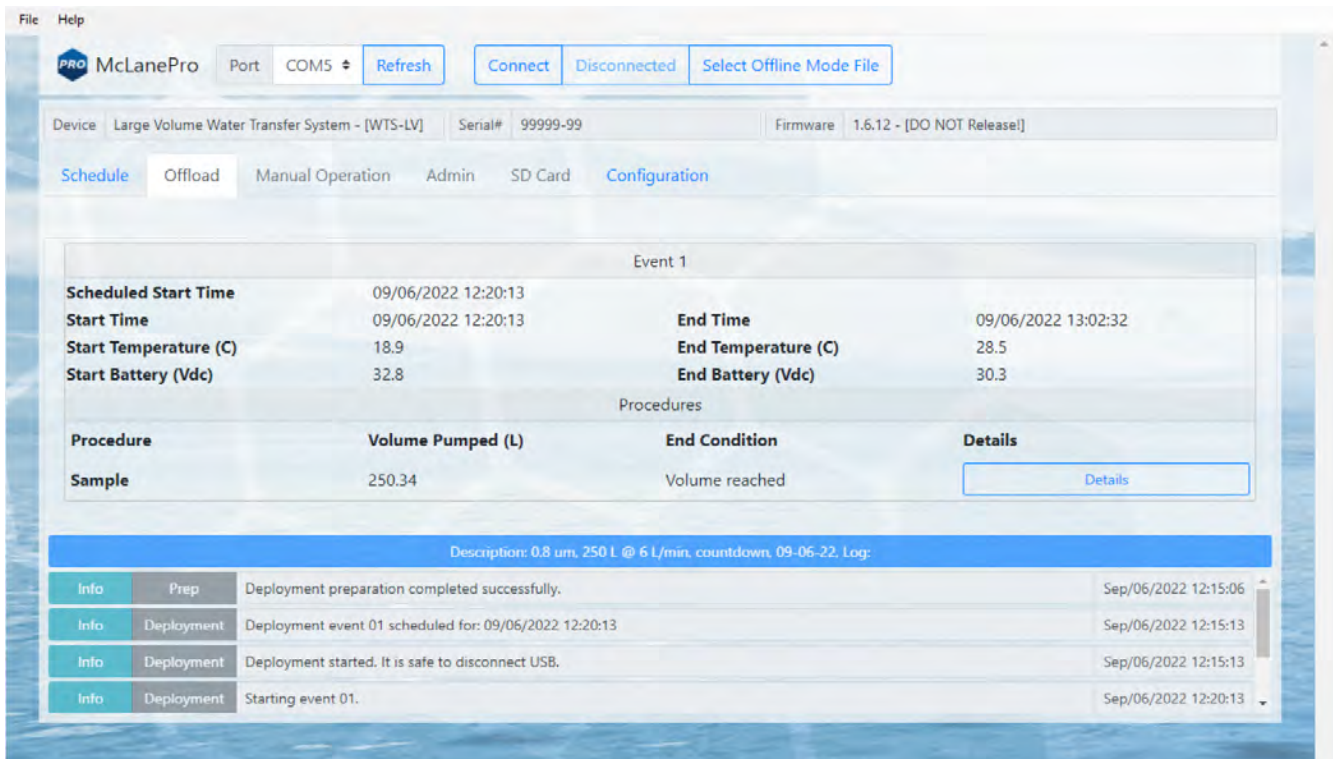 File Help
PRO McLanePro Port COM5 Refresh Connect Disconnected Select Offline Mode File
Device Large Volume Water Transfer System - [WTS-LV] Serial# 99999-99 Firmware 1.6.12 - [DO NOT Release!]
Schedule Offload Manual Operation Admin SD Card Configuration
Event 1
Scheduled Start Time 09/06/2022 12:20:13
Start Time 09/06/2022 12:20:13 End Time 09/06/2022 13:02:32
Start Temperature (C) 18.9 End Temperature (C) 28.5
Start Battery (Vdc) 32.8 End Battery (Vdc) 30.3
Procedures
Procedure Volume Pumped (L) End Condition Details
Sample 250.34 Volume reached Details
Description: 0.8 um, 250 L @ 6 L/min, countdown, 09-06-22, Log:
Info Prep Deployment preparation completed successfully. Sep/06/2022 12:15:06
Info Deployment Deployment event 01 scheduled for: 09/06/2022 12:20:13 Sep/06/2022 12:15:13
Info Deployment Deployment started. It is safe to disconnect USB. Sep/06/2022 12:15:13
Info Deployment Starting event 01. Sep/06/2022 12:20:13